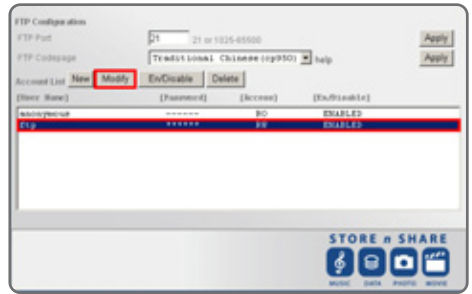 FTP Configuration
FTP Port 21 21 or 1025-65500 Apply
FTP Codepage Traditional Chinese(cp950) help Apply
Account List New Modify En/Disable Delete
[User Name] [Password] [Access] [En/Disable]
anonymous ------ RO ENABLED
ftp ****** RW ENABLED
STORE n SHARE
MUSIC DATA PHOTO MOVIE